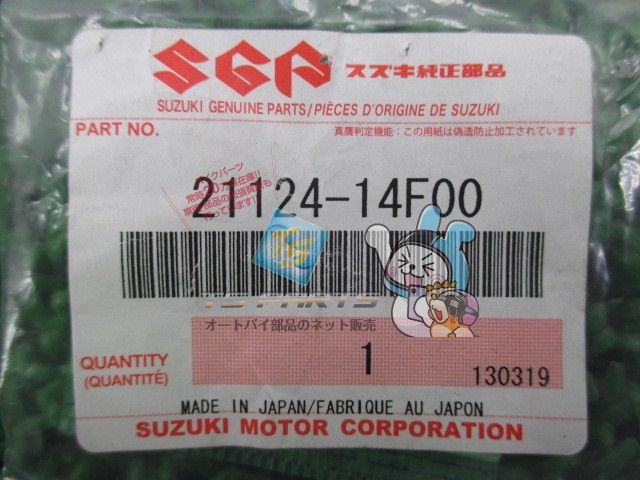 SGP スズキ純正部品
SUZUKI GENUINE PARTS/PIÈCES D'ORIGINE DE SUZUKI
PART NO.
真贋判定機能：この用紙は偽造防止加工されています
21124-14F00
TS PARTS
オートバイ部品のネット販売
QUANTITY
(QUANTITÉ)
1
130319
MADE IN JAPAN/FABRIQUE AU JAPON
SUZUKI MOTOR CORPORATION